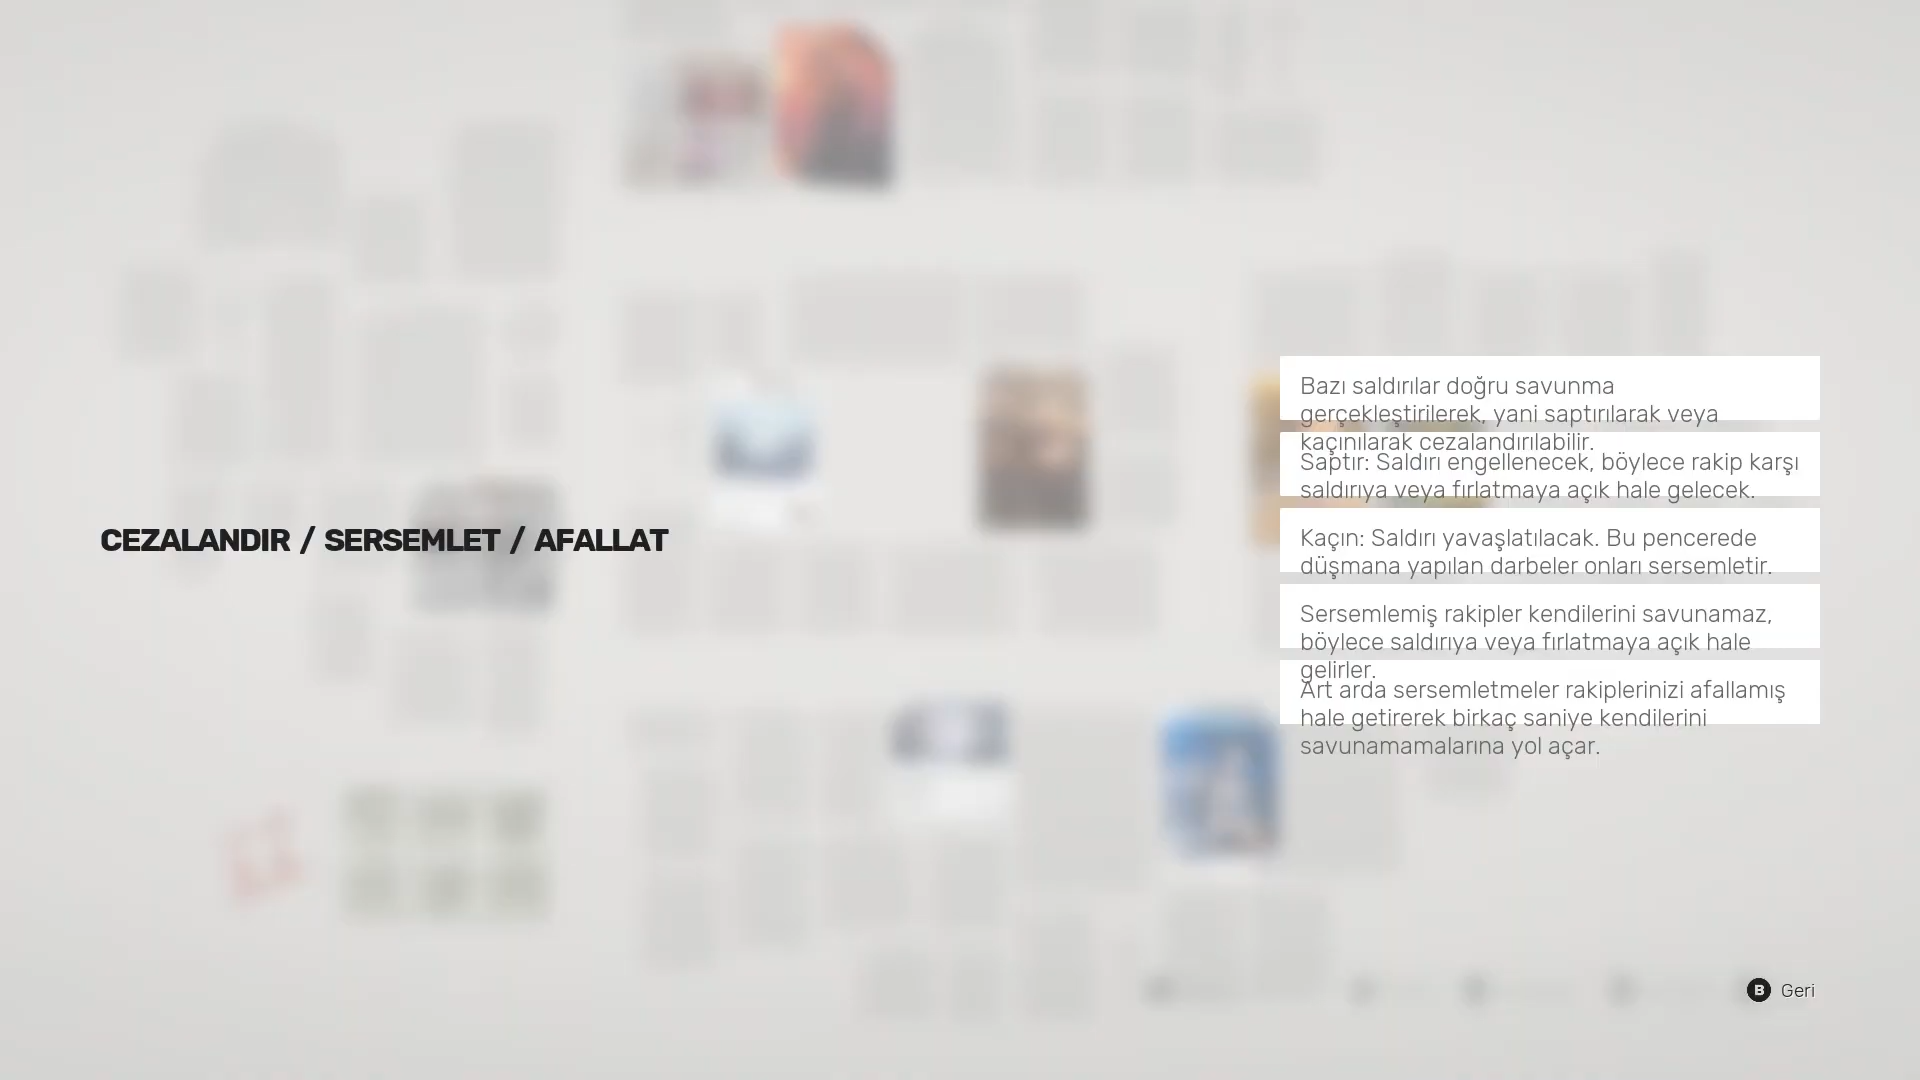 CEZALANDIR / SERSEMLET / AFALLAT
Bazı saldırılar doğru savunma
gerçekleştirilerek, yani saptırılarak veya
kaçınılarak cezalandırılabilir.
Saptır: Saldırı engellenecek, böylece rakip karşı
saldırıya veya fırlatmaya açık hale gelecek.
Kaçın: Saldırı yavaşlatılacak. Bu pencerede
düşmana yapılan darbeler onları sersemletir.
Sersemlemiş rakipler kendilerini savunamaz,
böylece saldırıya veya fırlatmaya açık hale
gelirler.
Art arda sersemletmeler rakiplerinizi afallamış
hale getirerek birkaç saniye kendilerini
savunamamalarına yol açar.
B Geri